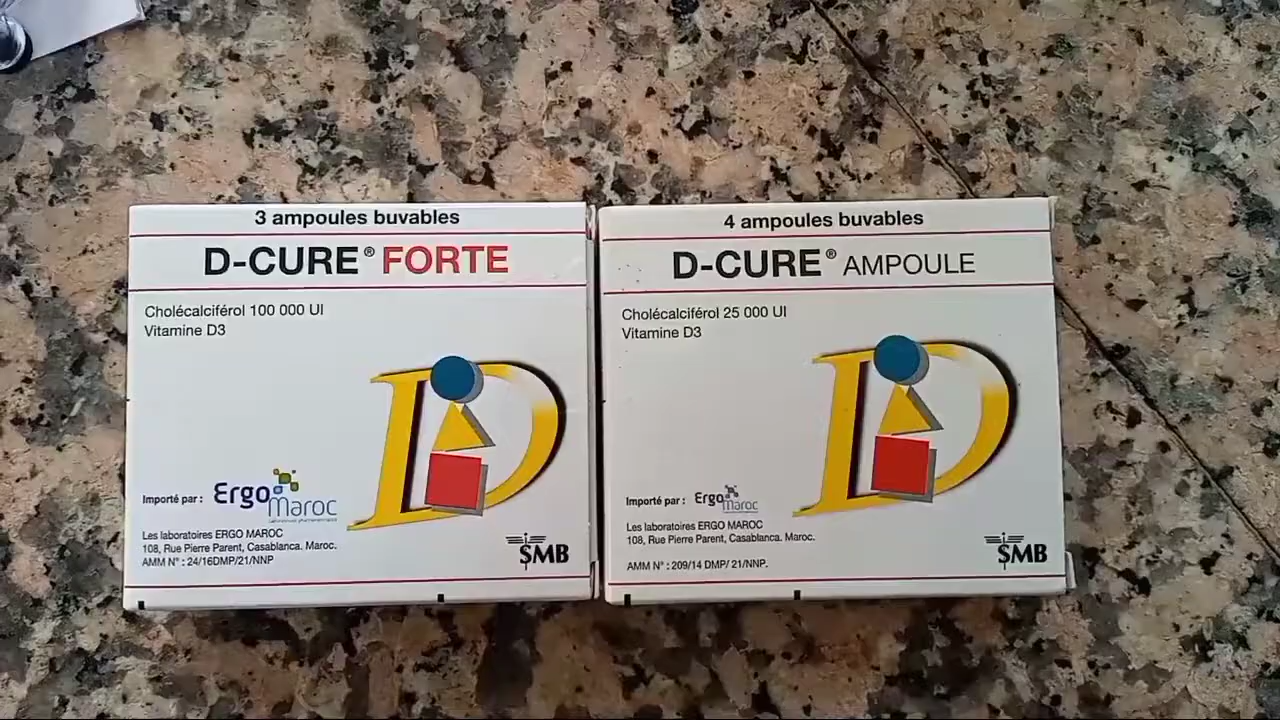 3 ampoules buvables
D-CURE® FORTE
Cholécalciférol 100 000 UI
Vitamine D3
Importé par : Ergo Maroc
Les laboratoires ERGO MAROC
108, Rue Pierre Parent, Casablanca. Maroc.
AMM N° : 24/16DMP/21/NNP
SMB
4 ampoules buvables
D-CURE® AMPOULE
Cholécalciférol 25 000 UI
Vitamine D3
Importé par : Ergo Maroc
Les laboratoires ERGO MAROC
108, Rue Pierre Parent, Casablanca. Maroc.
AMM N° : 209/14 DMP/ 21/NNP.
SMB